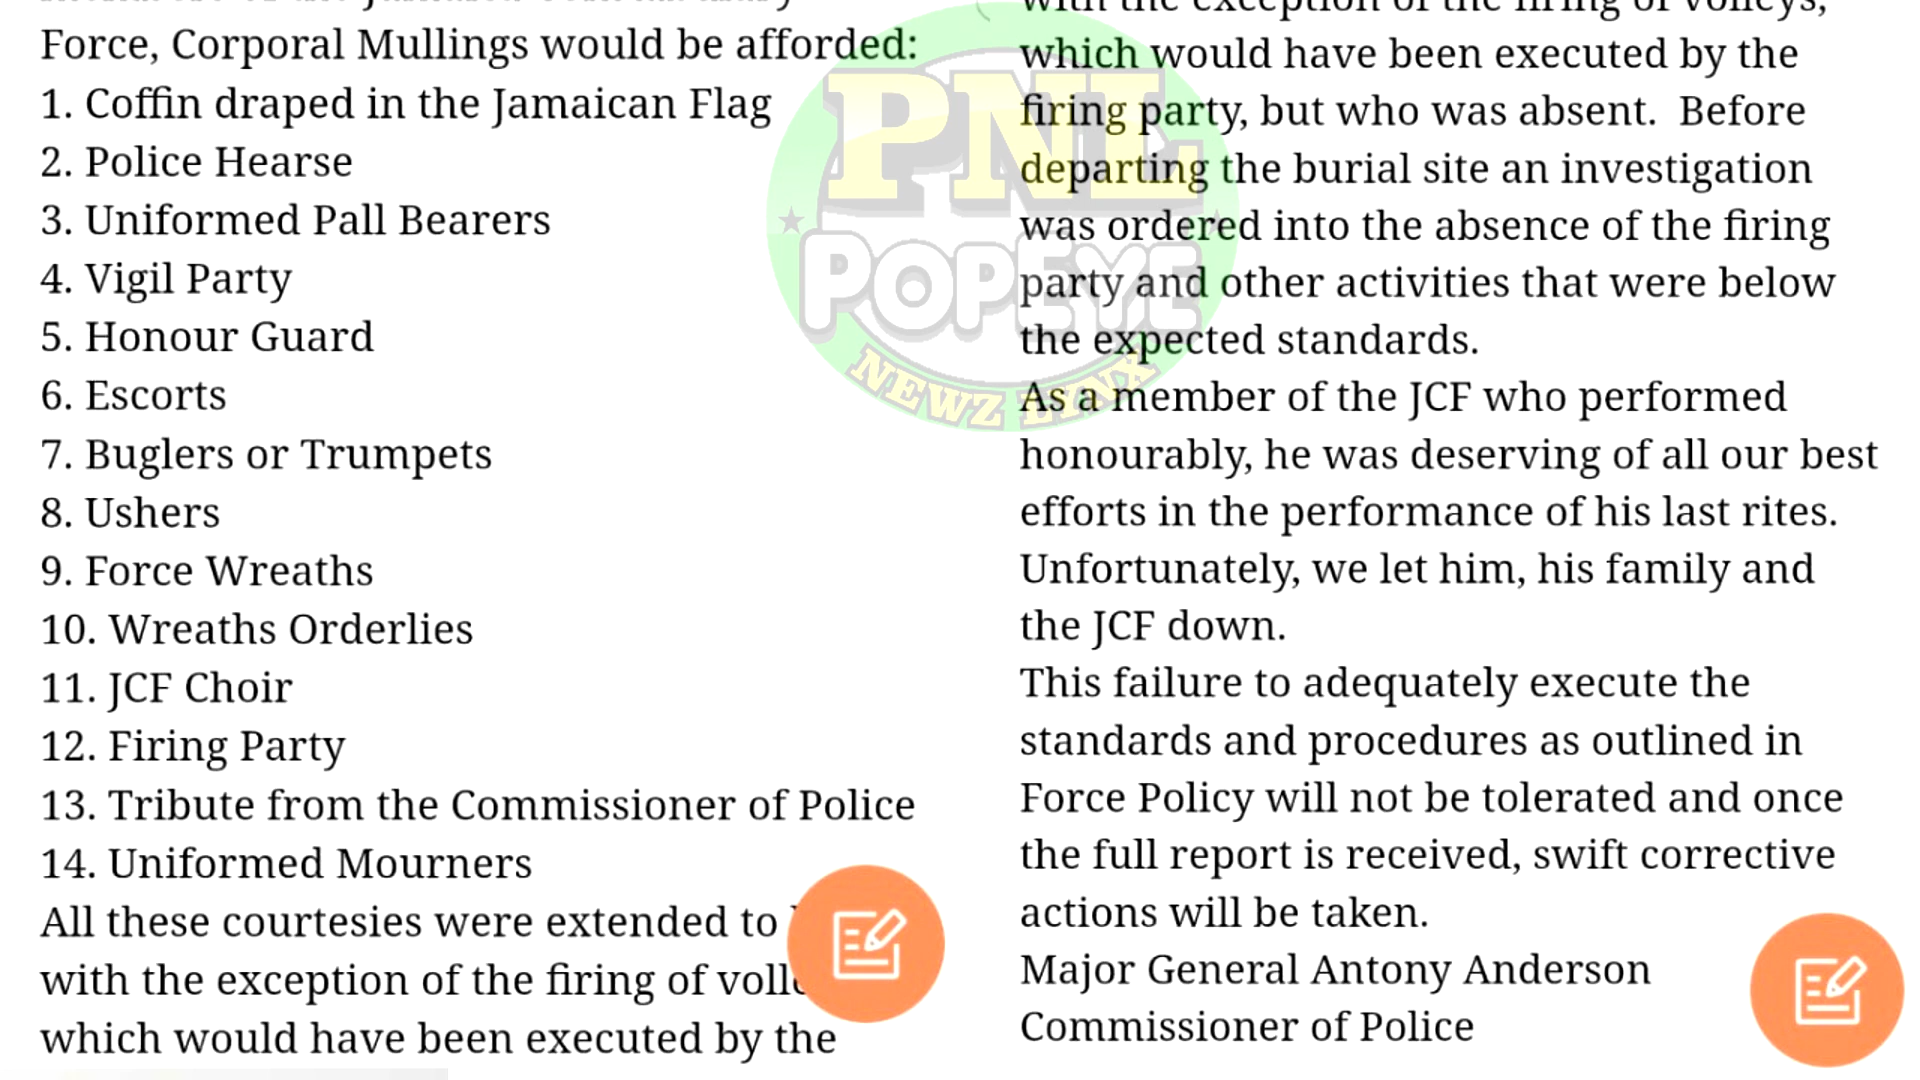 Force, Corporal Mullings would be afforded:
1. Coffin draped in the Jamaican Flag
2. Police Hearse
3. Uniformed Pall Bearers
4. Vigil Party
5. Honour Guard
6. Escorts
7. Buglers or Trumpets
8. Ushers
9. Force Wreaths
10. Wreaths Orderlies
11. JCF Choir
12. Firing Party
13. Tribute from the Commissioner of Police
14. Uniformed Mourners
All these courtesies were extended to
with the exception of the firing of
which would have been executed by the
with the exception of the firing of volleys,
which would have been executed by the
firing party, but who was absent. Before
departing the burial site an investigation
was ordered into the absence of the firing
party and other activities that were below
the expected standards.
As a member of the JCF who performed
honourably, he was deserving of all our best
efforts in the performance of his last rites.
Unfortunately, we let him, his family and
the JCF down.
This failure to adequately execute the
standards and procedures as outlined in
Force Policy will not be tolerated and once
the full report is received, swift corrective
actions will be taken.
Major General Antony Anderson
Commissioner of Police
PNL
POPEYE
NEWZ LYNX